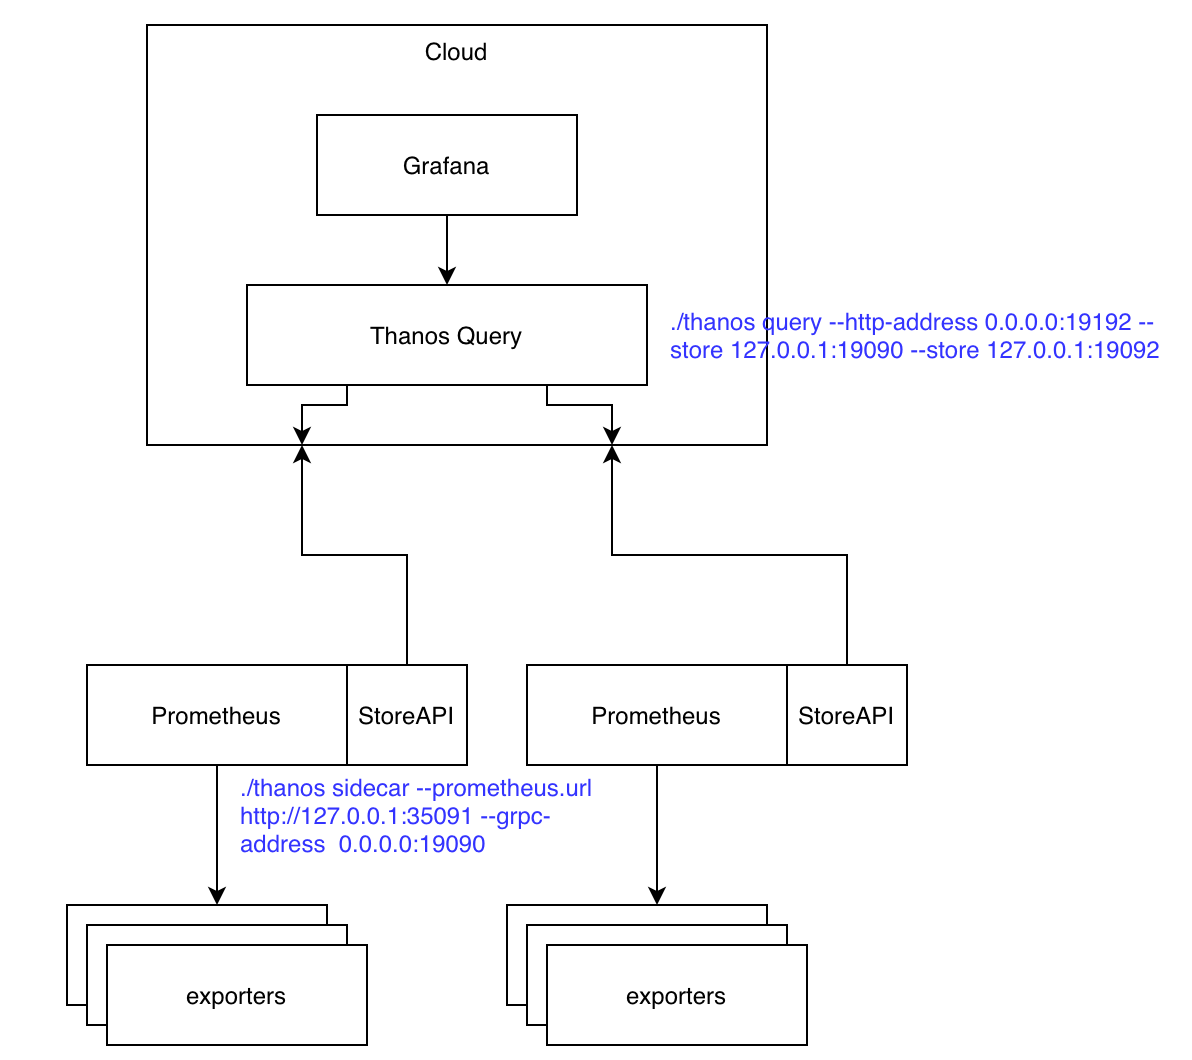 Cloud
Grafana
Thanos Query
./thanos query --http-address 0.0.0.0:19192 --
store 127.0.0.1:19090 --store 127.0.0.1:19092
Prometheus
StoreAPI
Prometheus
StoreAPI
./thanos sidecar --prometheus.url
http://127.0.0.1:35091 --grpc-
address  0.0.0.0:19090
exporters
exporters